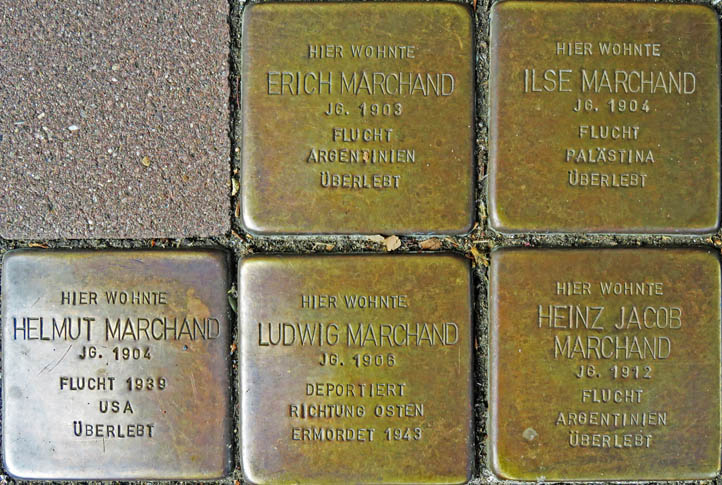 HIER WOHNTE
ERICH MARCHAND
JG. 1903
FLUCHT
ARGENTINIEN
ÜBERLEBT
HIER WOHNTE
ILSE MARCHAND
JG. 1904
FLUCHT
PALÄSTINA
ÜBERLEBT
HIER WOHNTE
HELMUT MARCHAND
JG. 1904
FLUCHT 1939
USA
ÜBERLEBT
HIER WOHNTE
LUDWIG MARCHAND
JG. 1906
DEPORTIERT
RICHTUNG OSTEN
ERMORDET 1943
HIER WOHNTE
HEINZ JACOB
MARCHAND
JG. 1912
FLUCHT
ARGENTINIEN
ÜBERLEBT